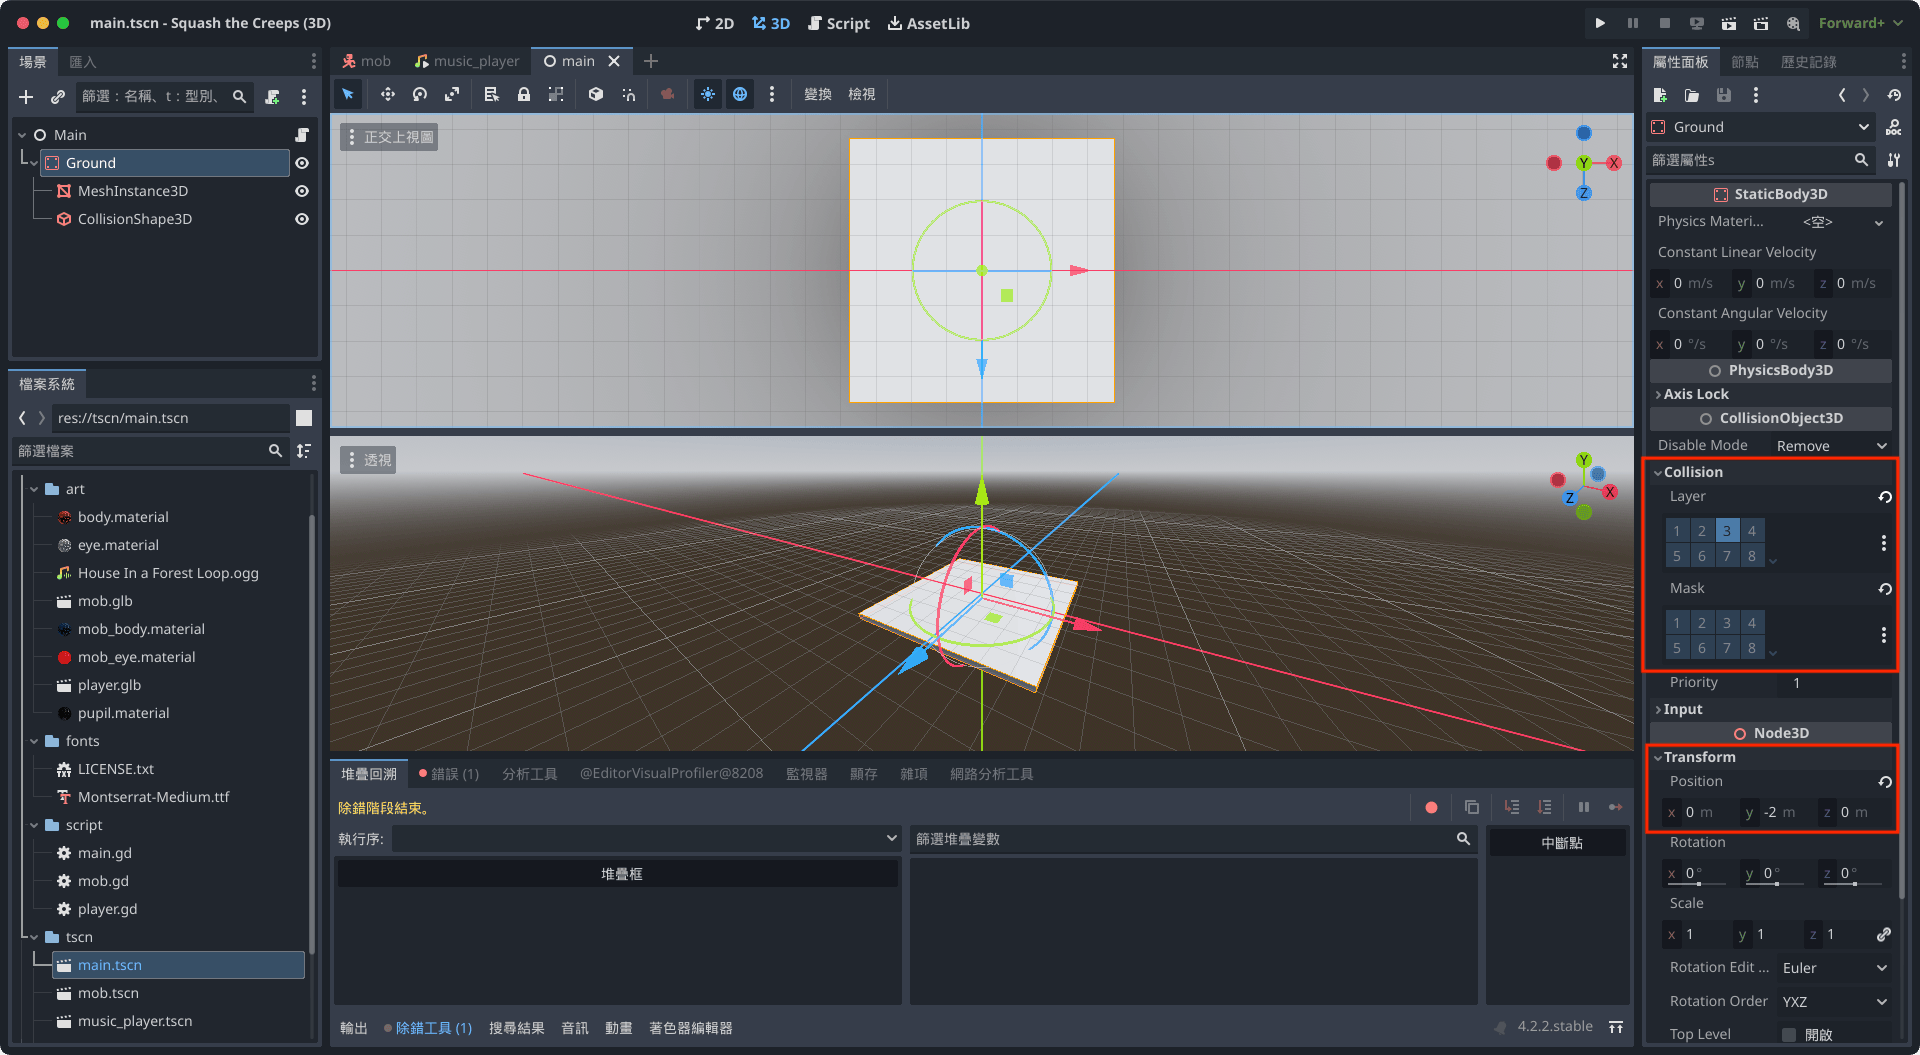 main.tscn - Squash the Creeps (3D)
2D 3D Script AssetLib
Forward+
場景 匯入
篩選：名稱、t：型別、
Main
Ground
MeshInstance3D
CollisionShape3D
檔案系統
res://tscn/main.tscn
篩選檔案
art
body.material
eye.material
House In a Forest Loop.ogg
mob.glb
mob_body.material
mob_eye.material
player.glb
pupil.material
fonts
LICENSE.txt
Montserrat-Medium.ttf
script
main.gd
mob.gd
player.gd
tscn
main.tscn
mob.tscn
music_player.tscn
mob music_player main
變換 檢視
正交上視圖
Y X
Z
透視
Y
Z X
堆疊回溯 錯誤 (1) 分析工具 @EditorVisualProfiler@8208 監視器 顯存 雜項 網路分析工具
除錯階段結束。
執行序: 篩選堆疊變數 中斷點
堆疊框
輸出 除錯工具 (1) 搜尋結果 音訊 動畫 著色器編輯器 4.2.2.stable
屬性面板 節點 歷史記錄
Ground DOC
篩選屬性s
StaticBody3D
Physics Materi... <空>
Constant Linear Velocity
x 0 m/s y 0 m/s z 0 m/s
Constant Angular Velocity
x 0 °/s y 0 °/s z 0 °/s
PhysicsBody3D
Axis Lock
CollisionObject3D
Disable Mode Remove
Collision
Layer
1 2 3 4
5 6 7 8
Mask
1 2 3 4
5 6 7 8
Priority 1
Input
Node3D
Transform
Position
x 0 m y -2 m z 0 m
Rotation
x 0° y 0° z 0°
Scale
x 1 y 1 z 1
Rotation Edit ... Euler
Rotation Order YXZ
Top Level 開啟